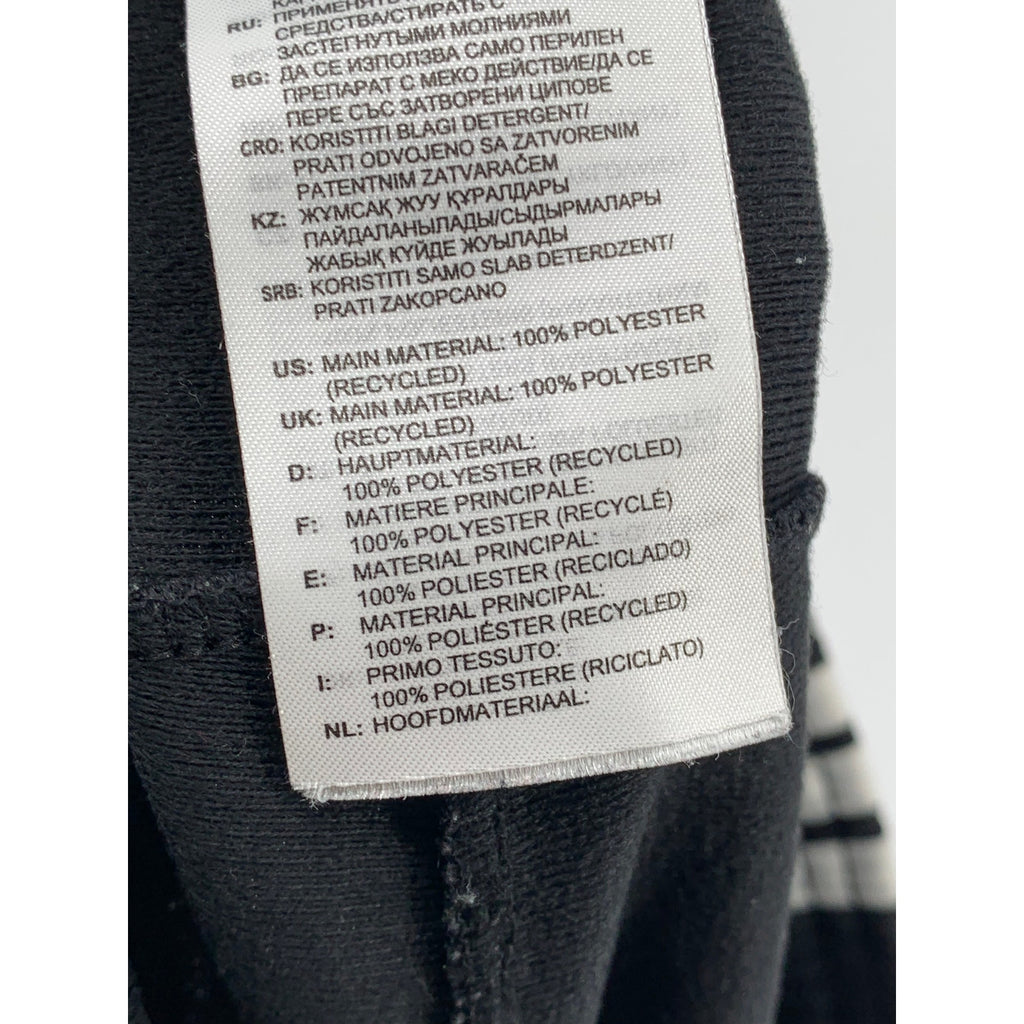 RU: ПРИМЕНЯТЬ
СРЕДСТВА/СТИРАТЬ С
ЗАСТЕГНУТЫМИ МОЛНИЯМИ
BG: ДА СЕ ИЗПОЛЗВА САМО ПЕРИЛЕН
ПРЕПАРАТ С МЕКО ДЕЙСТВИЕ/ДА СЕ
ПЕРЕ СЪС ЗАТВОРЕНИ ЦИПОВЕ
CRO: KORISTITI BLAGI DETERGENT/
PRATI ODVOJENO SA ZATVORENIM
PATENTNIM ZATVARAČEM
KZ: ЖҰМСАҚ ЖУУ ҚҰРАЛДАРЫ
ПАЙДАЛАНЫЛАДЫ/СЫДЫРМАЛАРЫ
ЖАБЫҚ КҮЙДЕ ЖУЫЛАДЫ
SRB: KORISTITI SAMO SLAB DETERDZENT/
PRATI ZAKOPCANO
US: MAIN MATERIAL: 100% POLYESTER
(RECYCLED)
UK: MAIN MATERIAL: 100% POLYESTER
(RECYCLED)
D: HAUPTMATERIAL:
100% POLYESTER (RECYCLED)
F: MATIERE PRINCIPALE:
100% POLYESTER (RECYCLÉ)
E: MATERIAL PRINCIPAL:
100% POLIESTER (RECICLADO)
P: MATERIAL PRINCIPAL:
100% POLIÉSTER (RECYCLED)
I: PRIMO TESSUTO:
100% POLIESTERE (RICICLATO)
NL: HOOFDMATERIAAL: